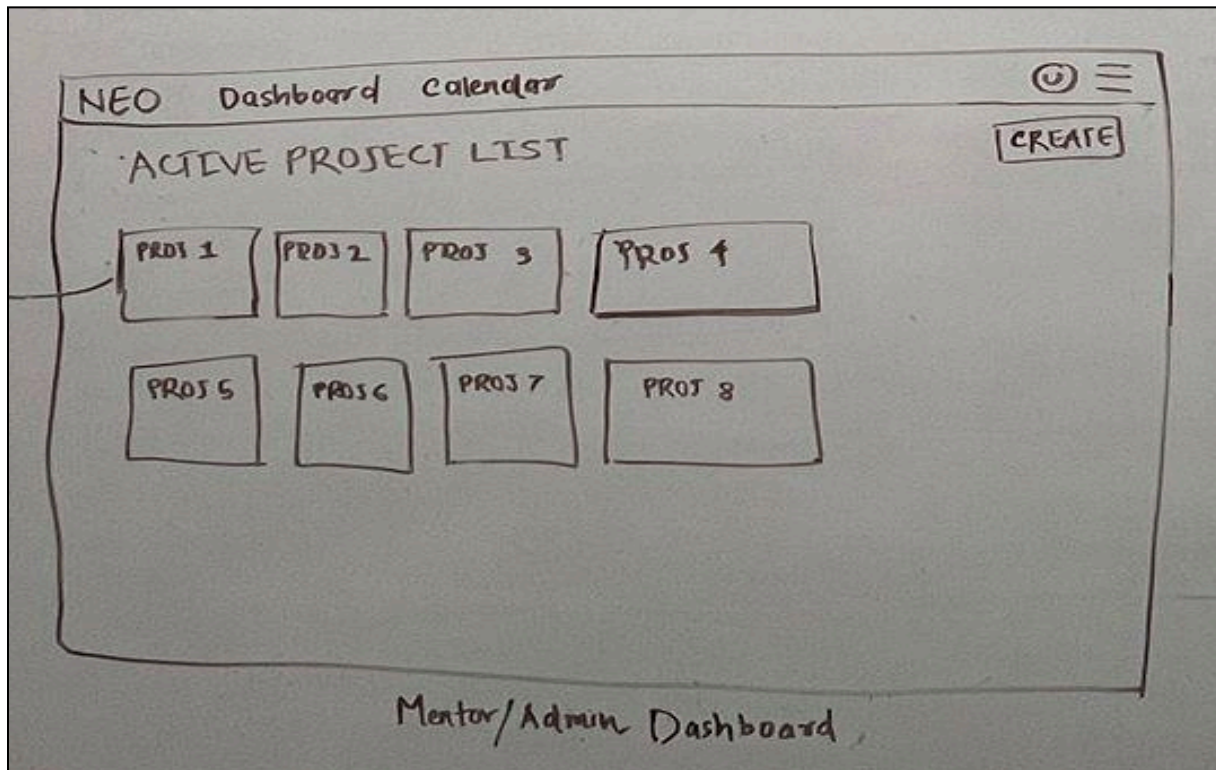 NEO Dashboard Calendar
ACTIVE PROJECT LIST CREATE
PROJ 1 PROJ 2 PROJ 3 PROJ 4
PROJ 5 PROJ 6 PROJ 7 PROJ 8
Mentor/Admin Dashboard